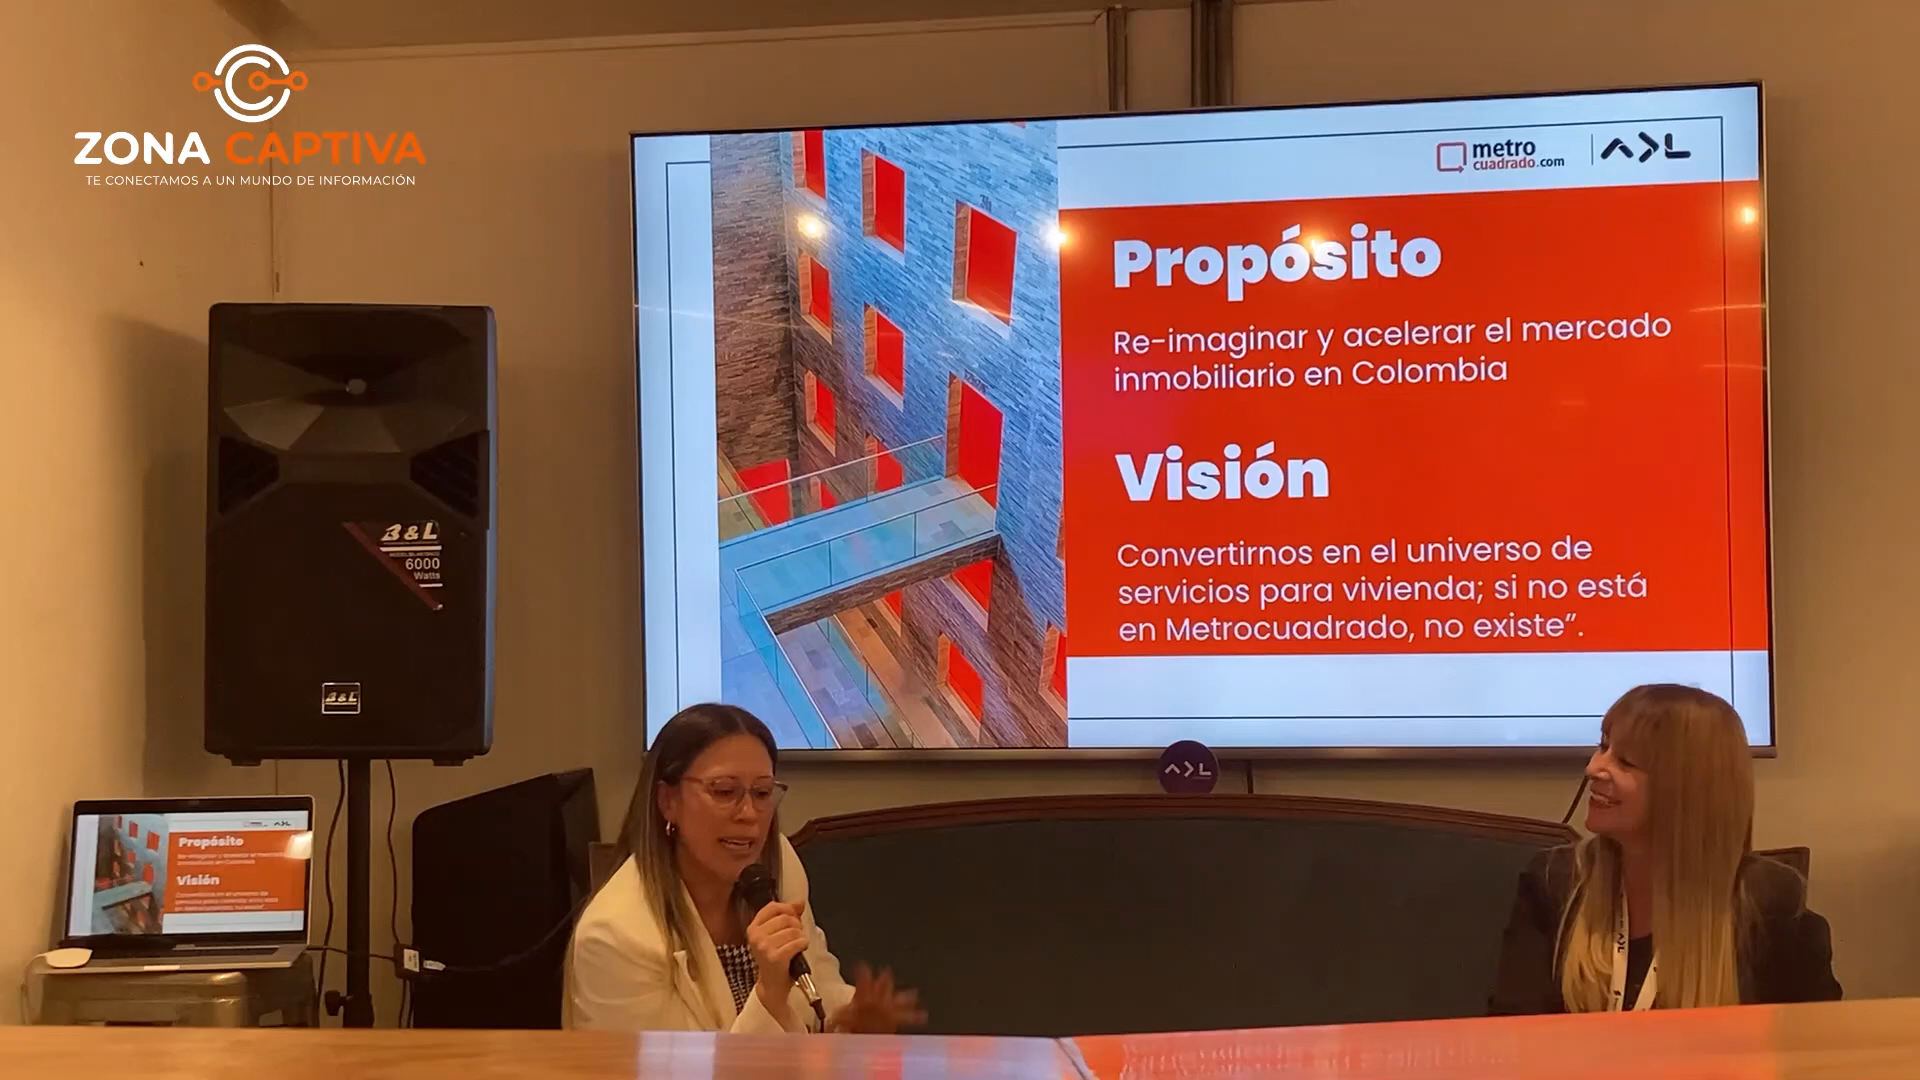 ZONA CAPTIVA
TE CONECTAMOS A UN MUNDO DE INFORMACIÓN
metro
cuadrado.com
Propósito
Re-imaginar y acelerar el mercado
inmobiliario en Colombia
Visión
Convertirnos en el universo de
servicios para vivienda; si no está
en Metrocuadrado, no existe”.
B&L
6000
Watts
B&L
Propósito
Visión